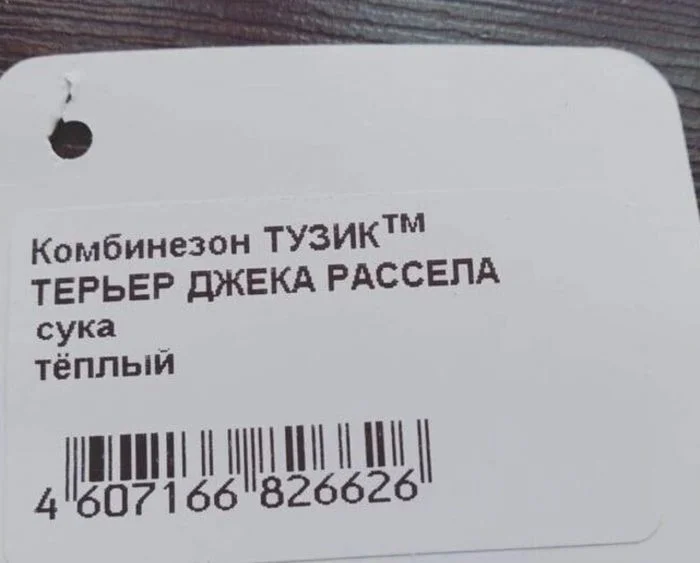 Комбинезон ТУЗИК™
ТЕРЬЕР ДЖЕКА РАССЕЛА
сука
тёплый
4 607166 826626